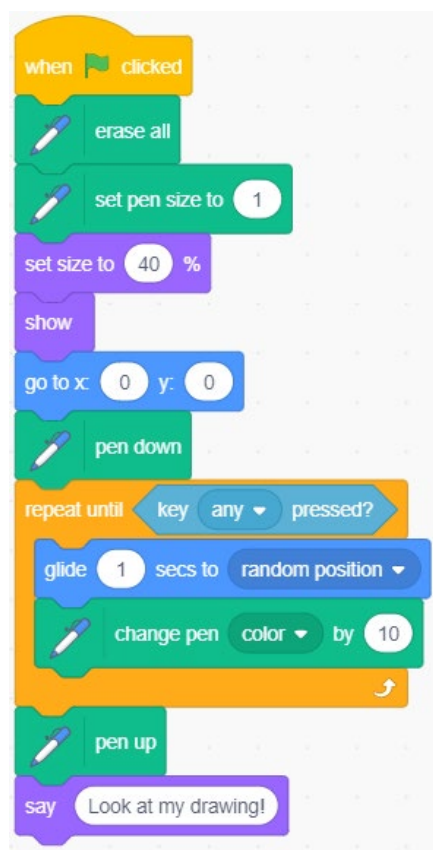 when clicked
erase all
set pen size to 1
set size to 40 %
show
go to x: 0 y: 0
pen down
repeat until key any pressed?
glide 1 secs to random position
change pen color by 10
pen up
say Look at my drawing!